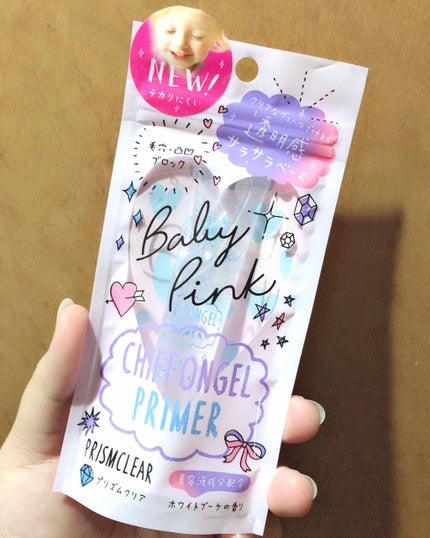 NEW!
テカリにくい
透明感
サラサラベース
毛穴・凸凹
ブロック
Baby
Pink
CHIFFONGEL
PRIMER
PRISMCLEAR
プリズムクリア
美容液成分配合
ホワイトブーケの香り